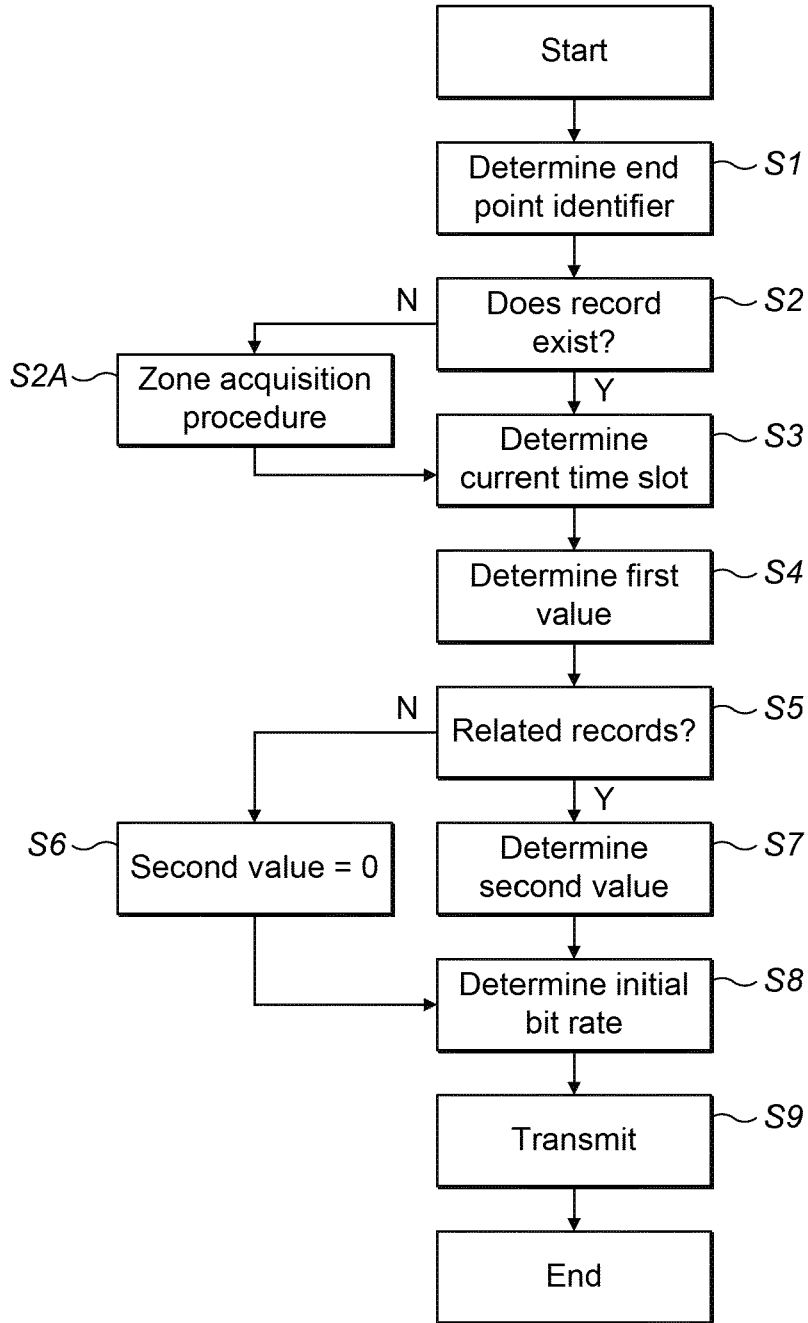 Start
Determine end
point identifier
S1
Does record
exist?
S2
N
Y
S2A
Zone acquisition
procedure
Determine
current time slot
S3
Determine first
value
S4
Related records?
S5
N
Y
S6
Second value = 0
Determine
second value
S7
Determine initial
bit rate
S8
Transmit
S9
End